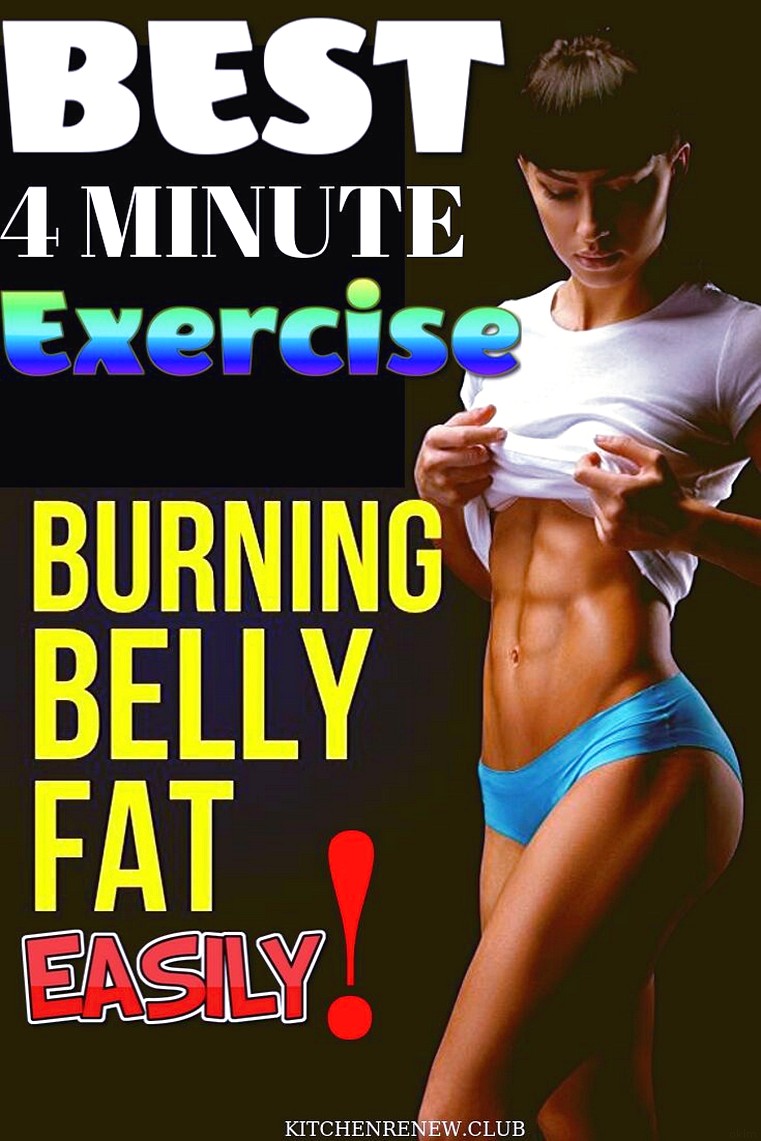 BEST
4 MINUTE
Exercise
BURNING
BELLY
FAT
EASILY!
KITCHENRENEW.CLUB